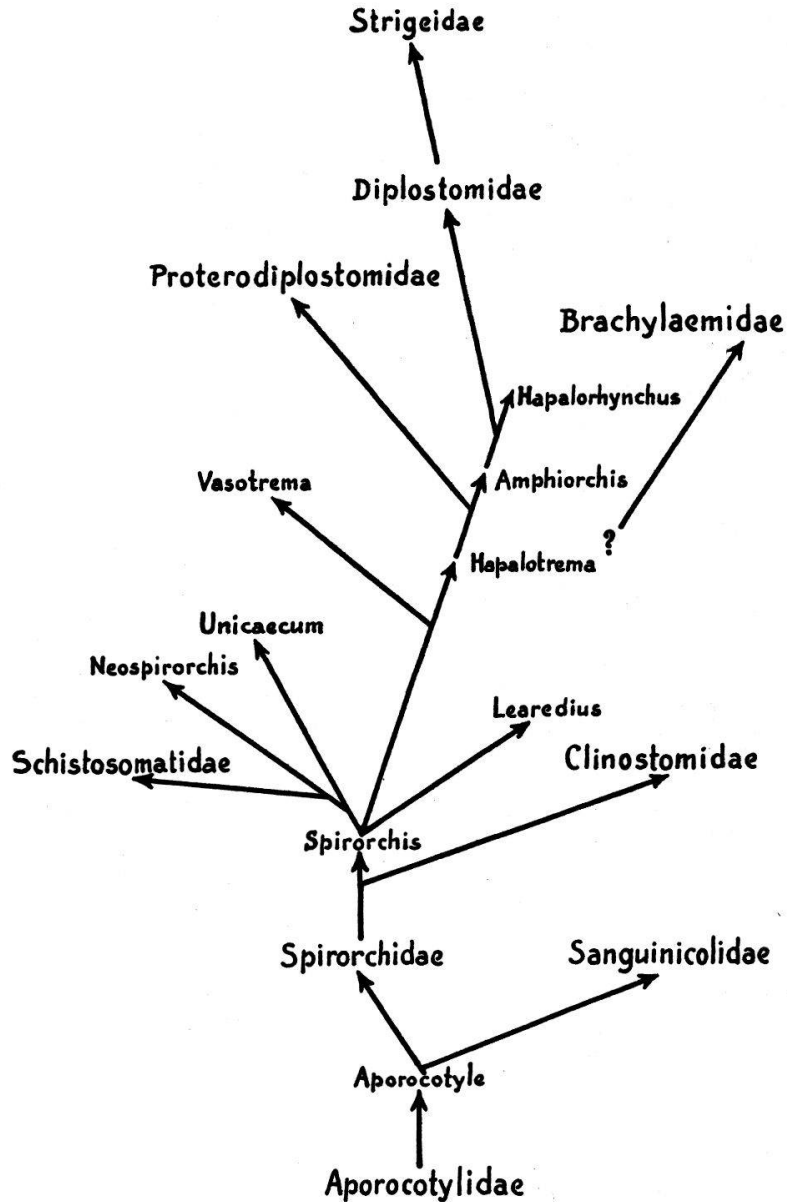 Strigeidae
Diplostomidae
Proterodiplostomidae
Brachylaemidae
Hapalorhynchus
Vasotrema
Amphiorchis
Hapalotrema
?
Unicaecum
Neospirorchis
Learedius
Schistosomatidae
Clinostomidae
Spirorchis
Spirorchidae
Sanguinicolidae
Aporocotyle
Aporocotylidae